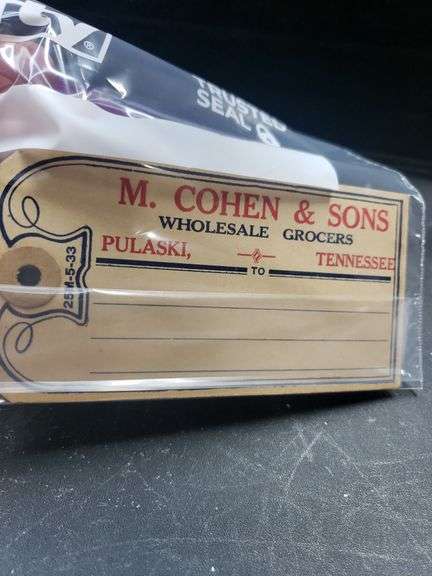 TRUSTED
SEAL
M. COHEN & SONS
WHOLESALE GROCERS
PULASKI, TENNESSEE
TO
25M-5-33